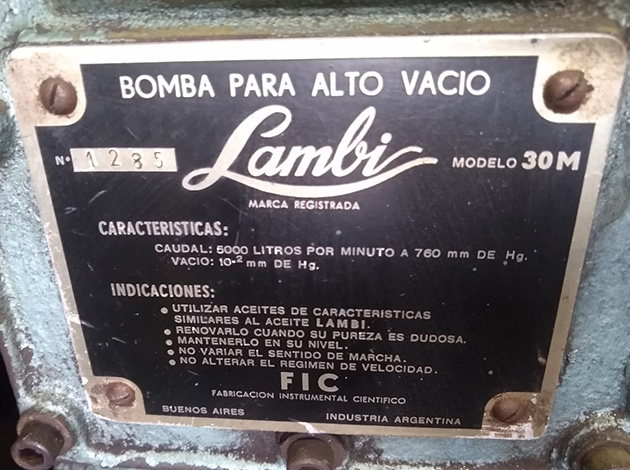 BOMBA PARA ALTO VACIO
Nº 1285 Lambi MODELO 30M
MARCA REGISTRADA
CARACTERISTICAS:
CAUDAL: 5000 LITROS POR MINUTO A 760 mm DE Hg.
VACIO: 10-² mm DE Hg.
INDICACIONES:
• UTILIZAR ACEITES DE CARACTERISTICAS
SIMILARES AL ACEITE LAMBI.
• RENOVARLO CUANDO SU PUREZA ES DUDOSA.
• MANTENERLO EN SU NIVEL.
• NO VARIAR EL SENTIDO DE MARCHA.
• NO ALTERAR EL REGIMEN DE VELOCIDAD.
FIC
FABRICACION INSTRUMENTAL CIENTIFICO
BUENOS AIRES INDUSTRIA ARGENTINA